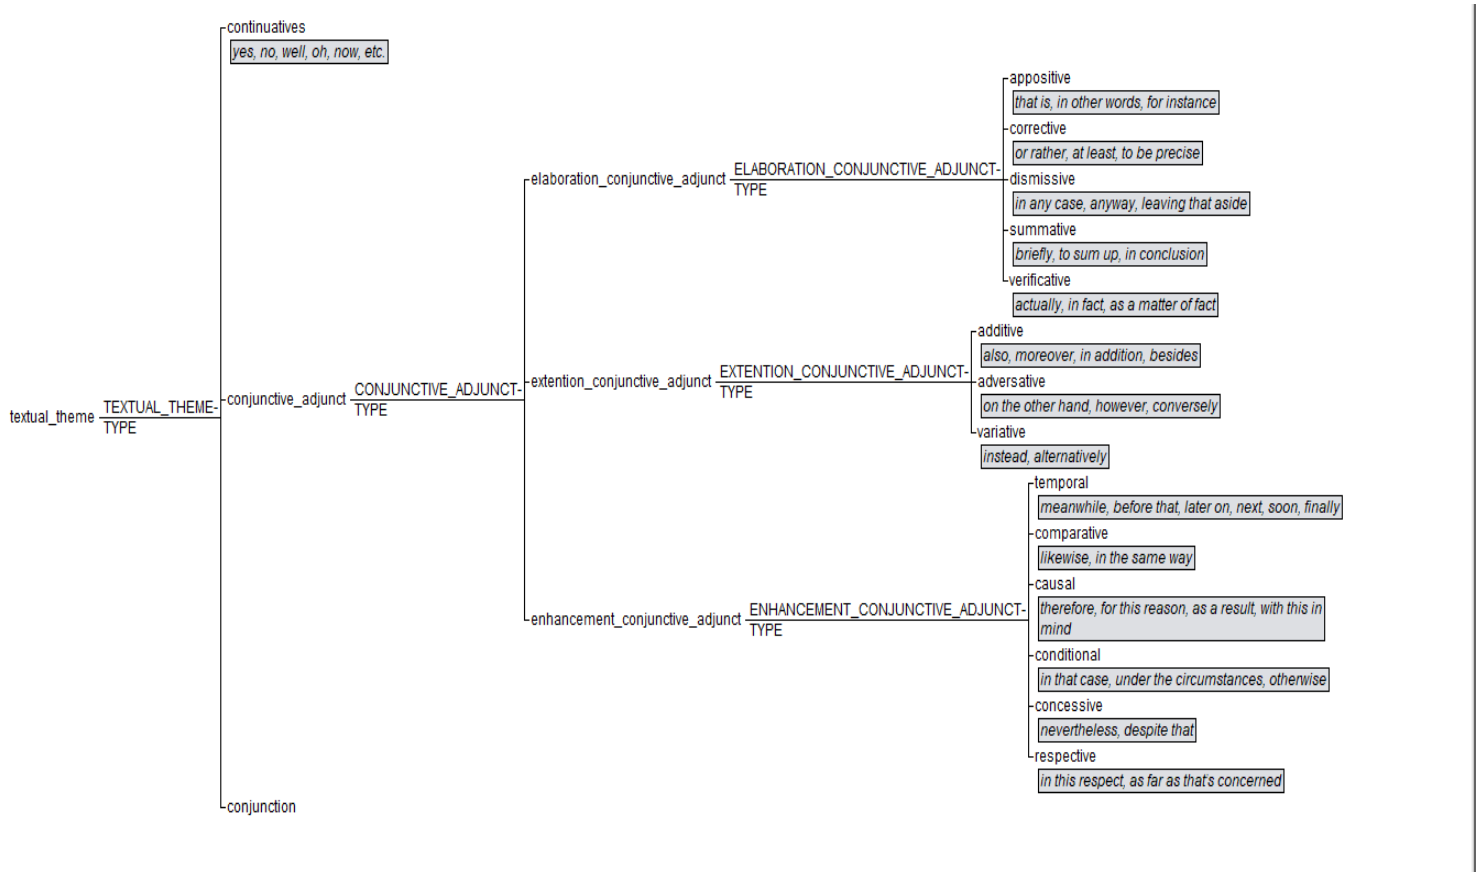 continuatives
yes, no, well, oh, now, etc.
appositive
that is, in other words, for instance
corrective
or rather, at least, to be precise
elaboration_conjunctive_adjunct ELABORATION_CONJUNCTIVE_ADJUNCT-
TYPE
dismissive
in any case, anyway, leaving that aside
summative
briefly, to sum up, in conclusion
verificative
actually, in fact, as a matter of fact
additive
also, moreover, in addition, besides
extention_conjunctive_adjunct EXTENTION_CONJUNCTIVE_ADJUNCT-
TYPE
adversative
on the other hand, however, conversely
textual_theme TEXTUAL_THEME-
TYPE
conjunctive_adjunct CONJUNCTIVE_ADJUNCT-
TYPE
variative
instead, alternatively
temporal
meanwhile, before that, later on, next, soon, finally
comparative
likewise, in the same way
causal
therefore, for this reason, as a result, with this in
mind
enhancement_conjunctive_adjunct ENHANCEMENT_CONJUNCTIVE_ADJUNCT-
TYPE
conditional
in that case, under the circumstances, otherwise
concessive
nevertheless, despite that
respective
in this respect, as far as that's concerned
conjunction